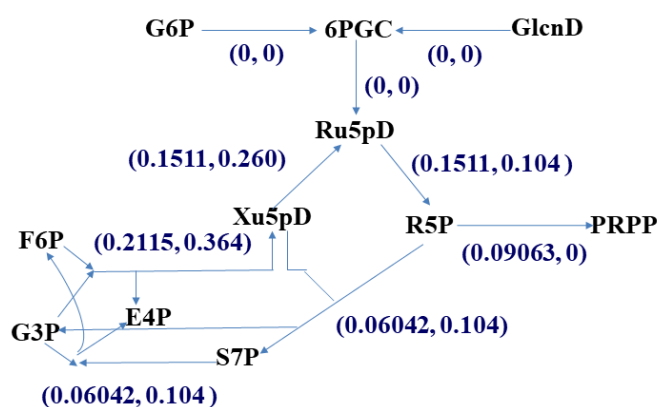 G6P 6PGC GlcnD
(0, 0) (0, 0)
(0, 0)
Ru5pD
(0.1511, 0.260) (0.1511, 0.104)
Xu5pD R5P PRPP
F6P (0.2115, 0.364) (0.09063, 0)
E4P
G3P (0.06042, 0.104)
S7P
(0.06042, 0.104)